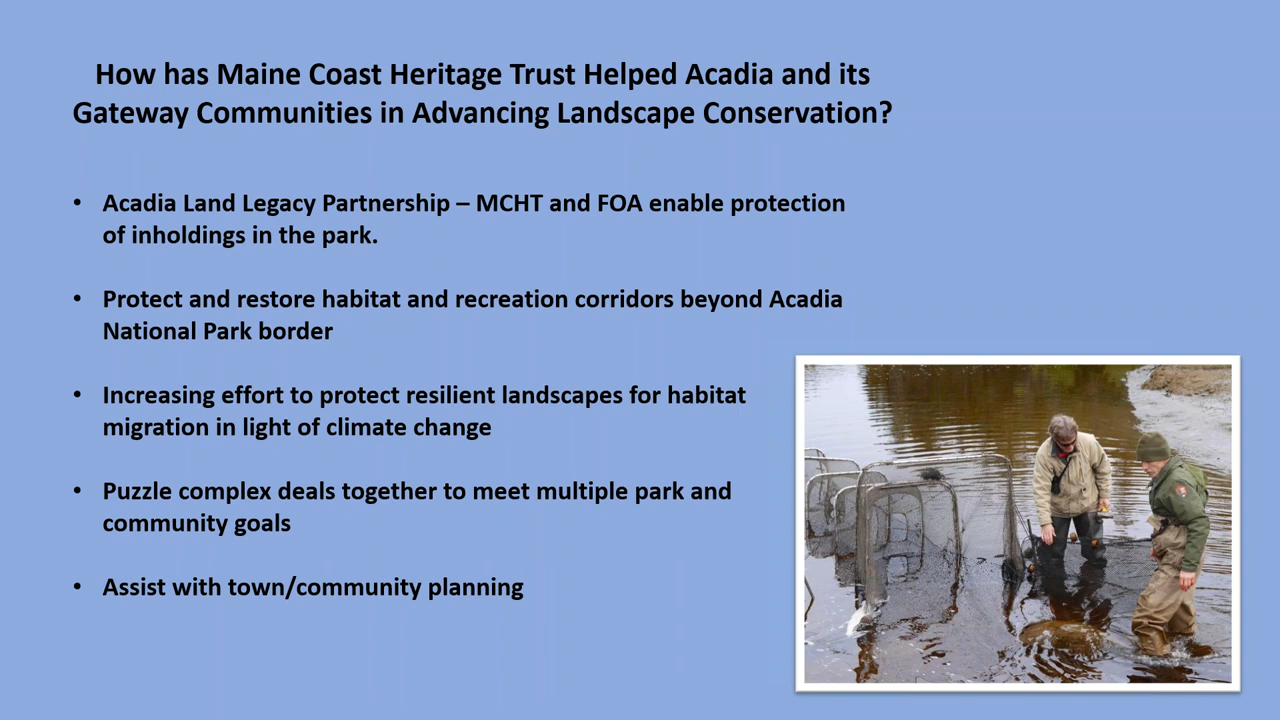 How has Maine Coast Heritage Trust Helped Acadia and its
Gateway Communities in Advancing Landscape Conservation?
• Acadia Land Legacy Partnership – MCHT and FOA enable protection
of inholdings in the park.
• Protect and restore habitat and recreation corridors beyond Acadia
National Park border
• Increasing effort to protect resilient landscapes for habitat
migration in light of climate change
• Puzzle complex deals together to meet multiple park and
community goals
• Assist with town/community planning